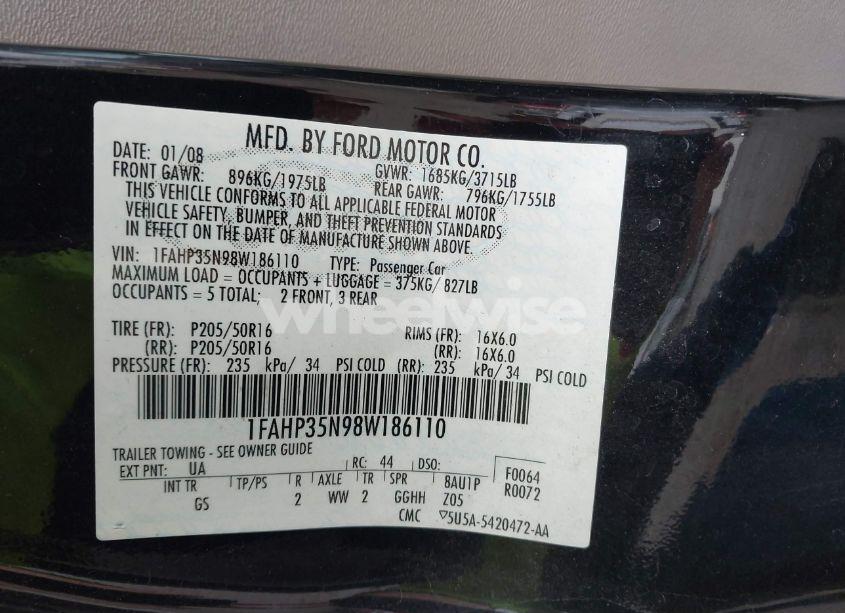 MFD. BY FORD MOTOR CO.
DATE: 01/08 GVWR: 1685KG/3715LB
FRONT GAWR: 896KG/1975LB REAR GAWR: 796KG/1755LB
THIS VEHICLE CONFORMS TO ALL APPLICABLE FEDERAL MOTOR
VEHICLE SAFETY, BUMPER, AND THEFT PREVENTION STANDARDS
IN EFFECT ON THE DATE OF MANUFACTURE SHOWN ABOVE.
VIN: 1FAHP35N98W186110 TYPE: Passenger Car
MAXIMUM LOAD = OCCUPANTS + LUGGAGE = 375KG/ 827LB
OCCUPANTS = 5 TOTAL; 2 FRONT, 3 REAR
wheelwise
TIRE (FR): P205/50R16 RIMS (FR): 16X6.0
(RR): P205/50R16 (RR): 16X6.0
PRESSURE (FR): 235 kPa/ 34 PSI COLD (RR): 235 kPa/ 34 PSI COLD
1FAHP35N98W186110
TRAILER TOWING - SEE OWNER GUIDE
EXT PNT: UA RC: 44 DSO: F0064
INT TR TP/PS R AXLE TR SPR 8AU1P R0072
GS 2 WW 2 GGHH Z05
CMC ▽5U5A-5420472-AA